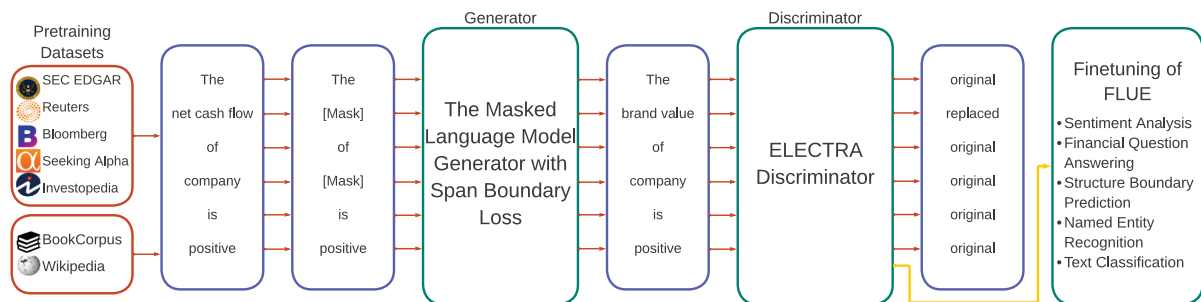 Pretraining
Datasets
SEC EDGAR
Reuters
Bloomberg
Seeking Alpha
Investopedia
BookCorpus
Wikipedia
The
net cash flow
of
company
is
positive
The
[Mask]
of
[Mask]
is
positive
Generator
The Masked
Language Model
Generator with
Span Boundary
Loss
The
brand value
of
company
is
positive
Discriminator
ELECTRA
Discriminator
original
replaced
original
original
original
original
Finetuning of
FLUE
• Sentiment Analysis
• Financial Question
Answering
• Structure Boundary
Prediction
• Named Entity
Recognition
• Text Classification